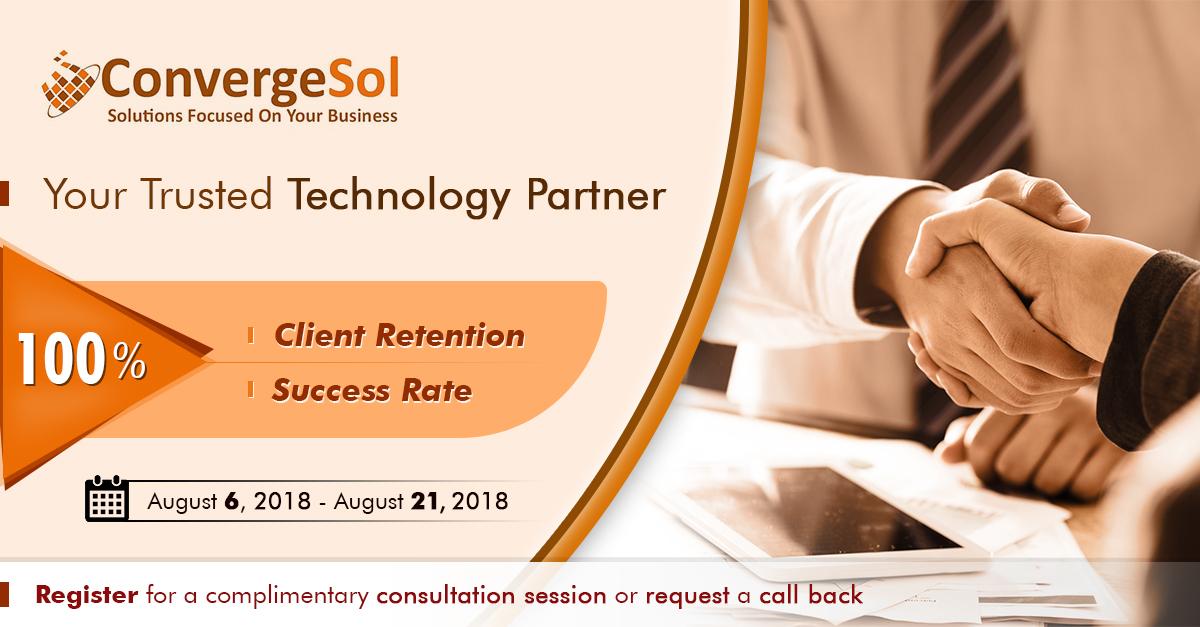 ConvergeSol
Solutions Focused On Your Business
Your Trusted Technology Partner
100%
Client Retention
Success Rate
August 6, 2018 - August 21, 2018
Register for a complimentary consultation session or request a call back